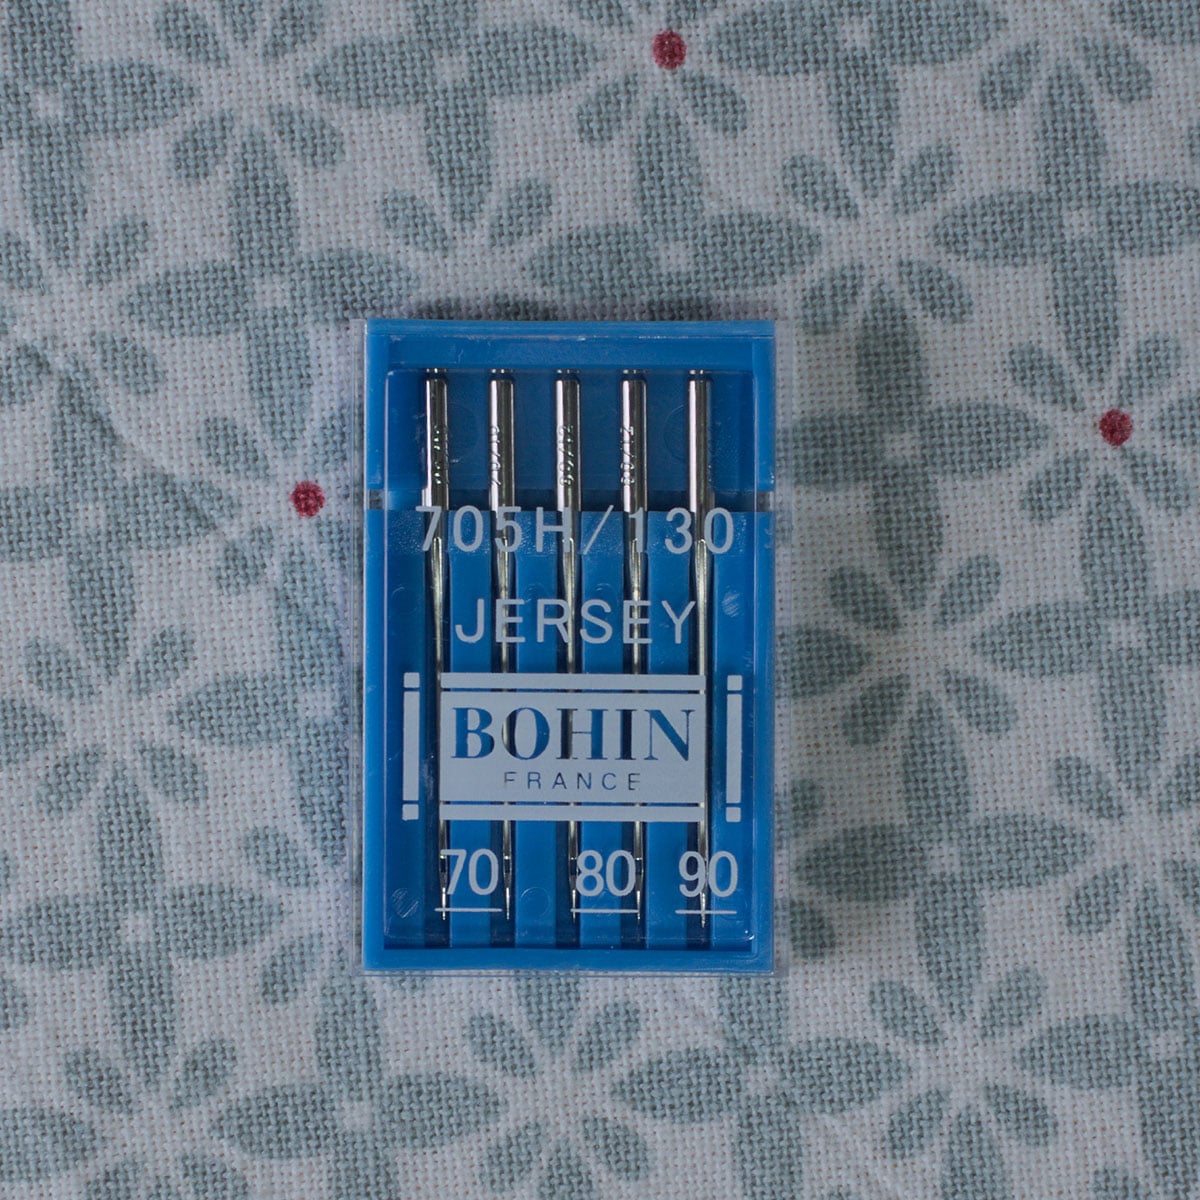 705H/130
JERSEY
BOHIN
FRANCE
70 80 90